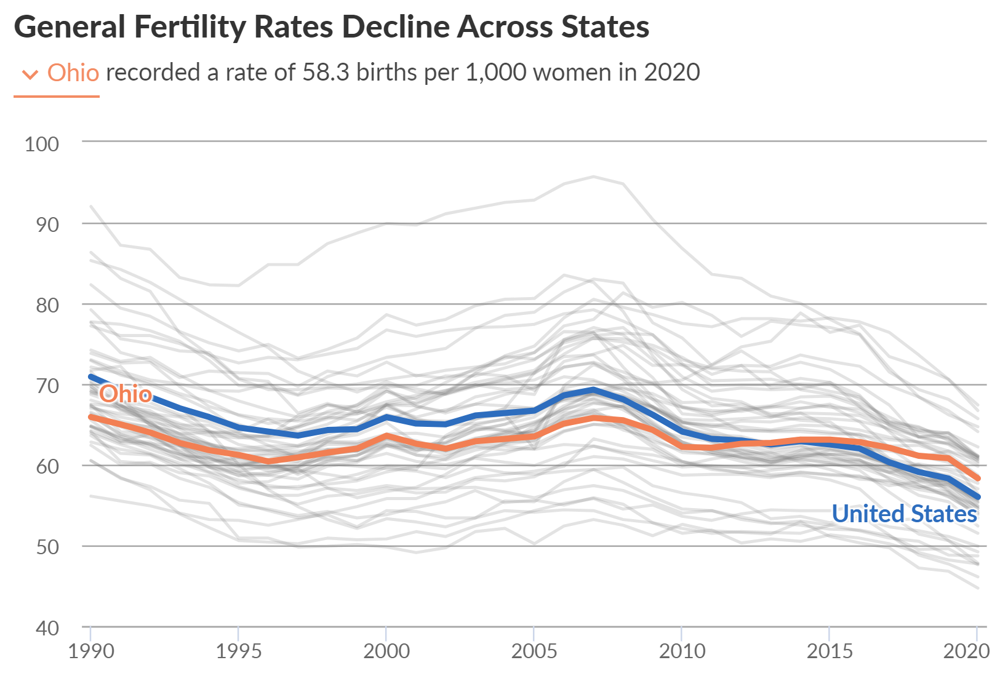 General Fertility Rates Decline Across States
Ohio recorded a rate of 58.3 births per 1,000 women in 2020
100
90
80
70
Ohio
60
United States
50
40
1990 1995 2000 2005 2010 2015 2020